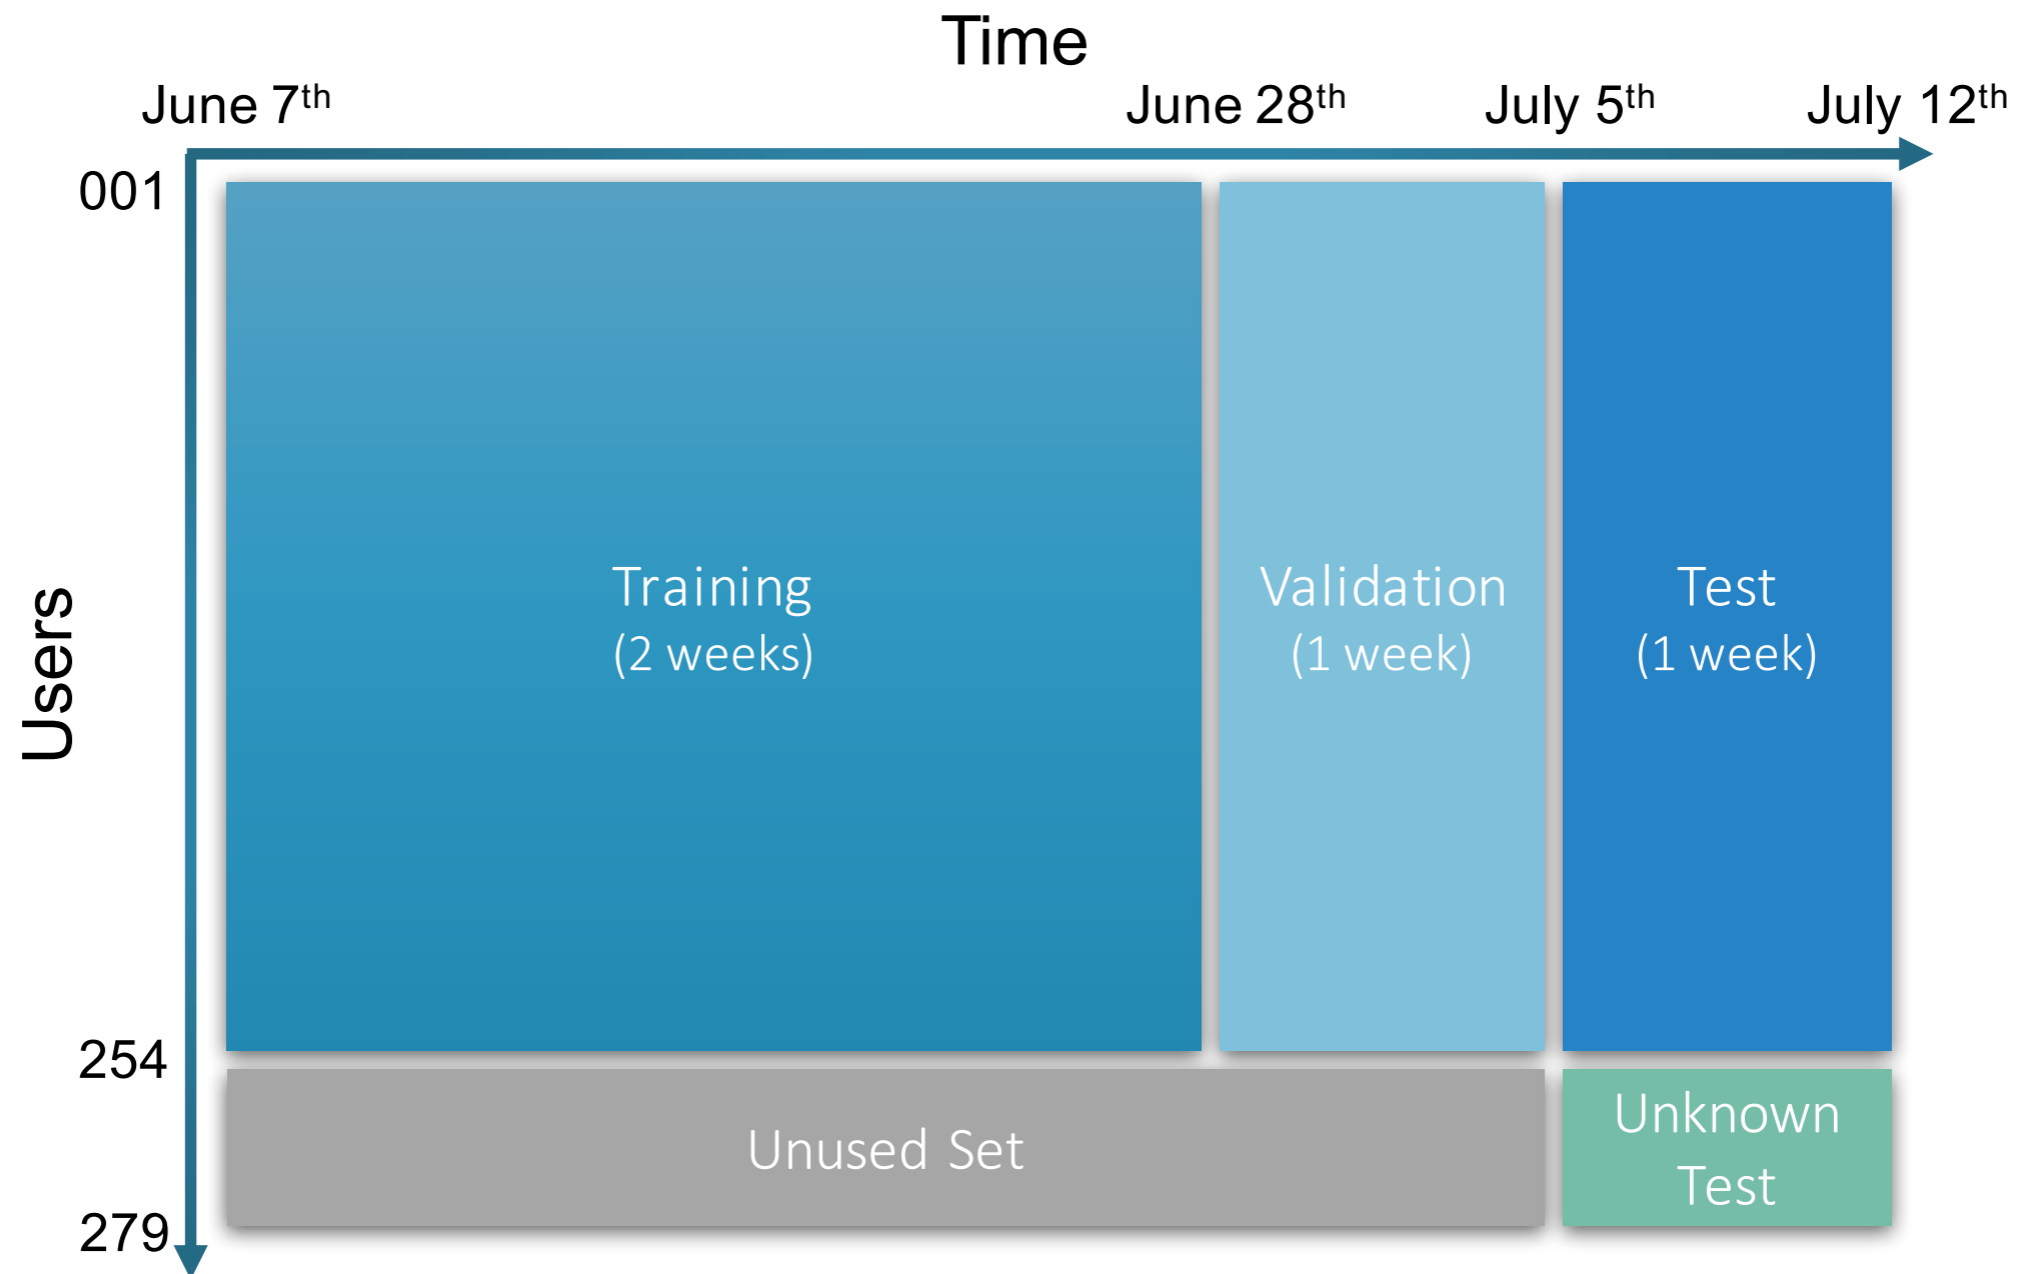 Time
June 7th
June 28th
July 5th
July 12th
001
Users
Training
(2 weeks)
Validation
(1 week)
Test
(1 week)
254
Unused Set
Unknown
Test
279